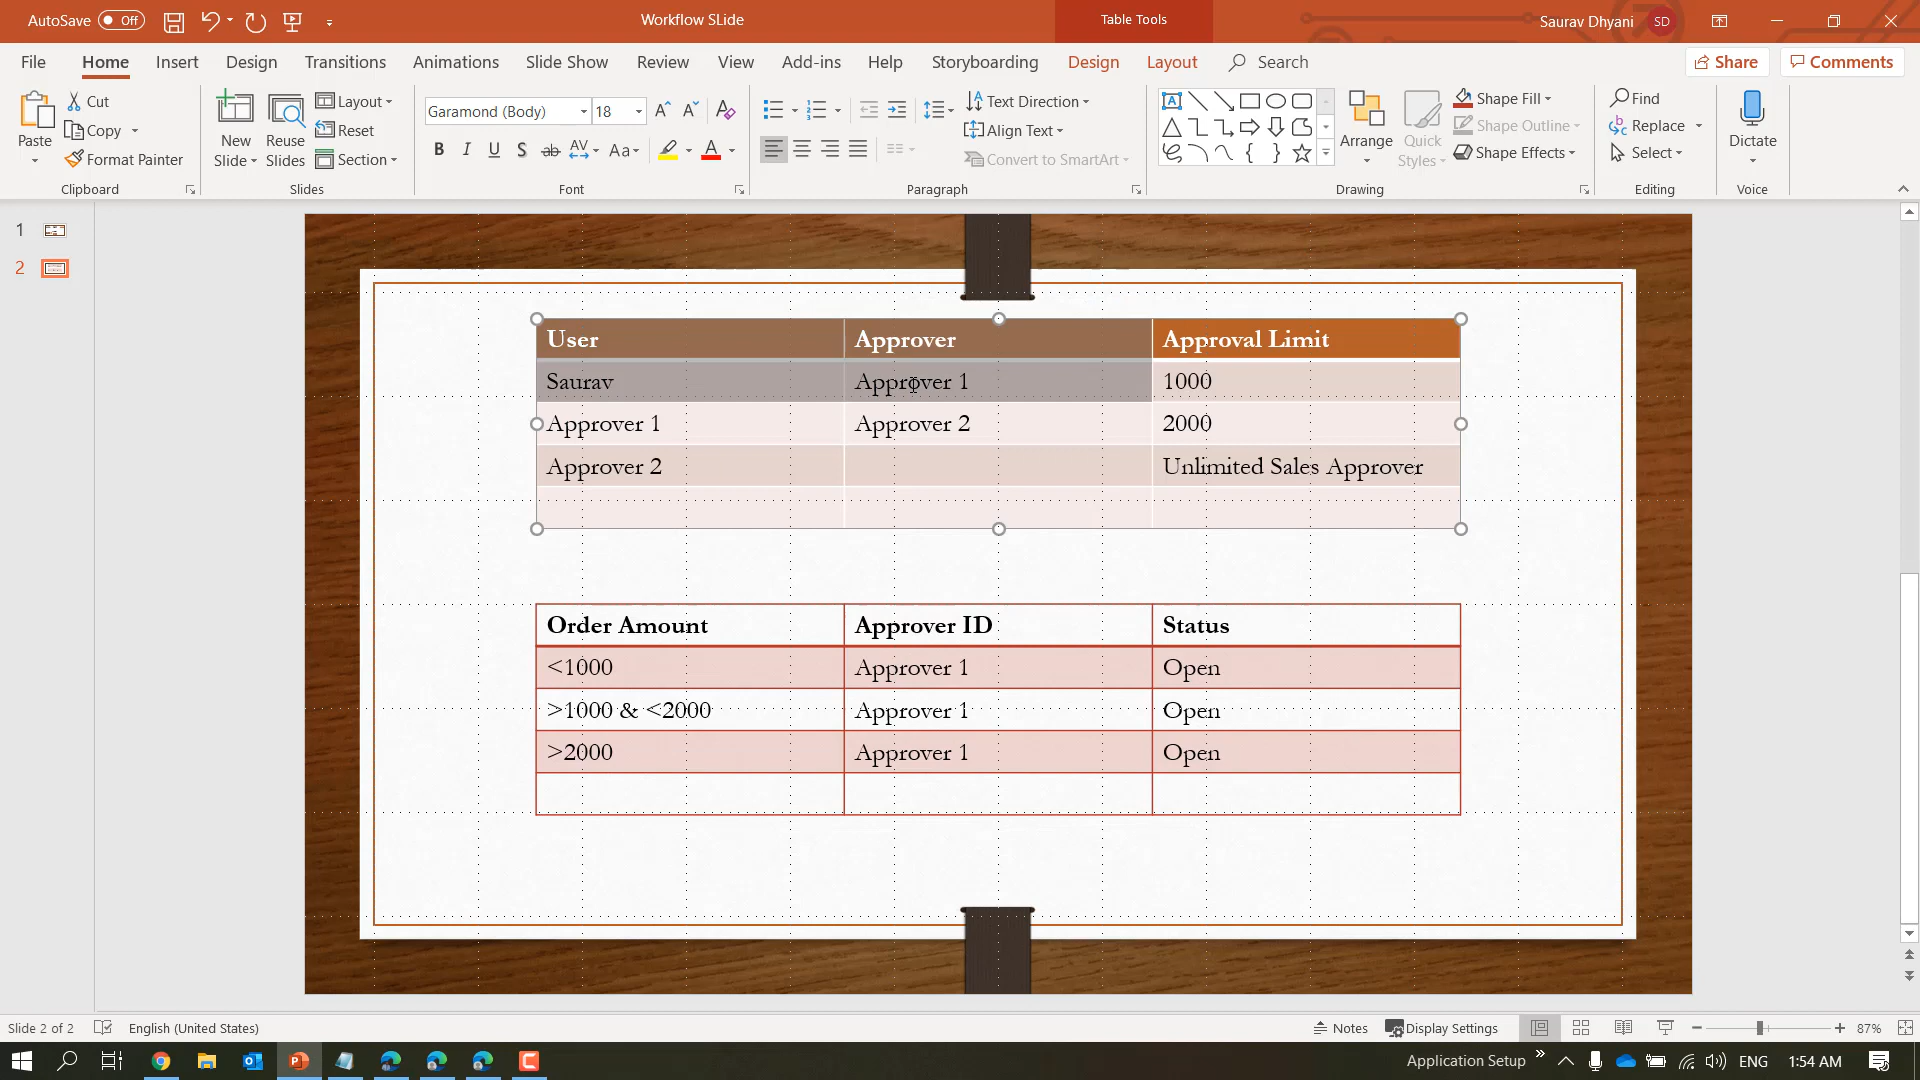 AutoSave Off
Workflow SLide
Table Tools
Saurav Dhyani SD
File Home Insert Design Transitions Animations Slide Show Review View Add-ins Help Storyboarding Design Layout Search Share Comments
Paste
Cut
Copy
Format Painter
Clipboard
New Slide
Reuse Slides
Layout
Reset
Section
Slides
Garamond (Body) 18
B I U S ab AV Aa A
Font
Text Direction
Align Text
Convert to SmartArt
Paragraph
Arrange
Quick Styles
Shape Fill
Shape Outline
Shape Effects
Drawing
Find
Replace
Select
Editing
Dictate
Voice
1
2
User Approver Approval Limit
Saurav Approver 1 1000
Approver 1 Approver 2 2000
Approver 2 Unlimited Sales Approver
Order Amount Approver ID Status
<1000 Approver 1 Open
>1000 & <2000 Approver 1 Open
>2000 Approver 1 Open
Slide 2 of 2 English (United States) Notes Display Settings 87%
Application Setup ENG 1:54 AM